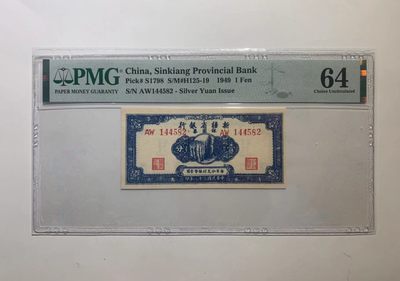 PMG
PAPER MONEY GUARANTY
China, Sinkiang Provincial Bank
Pick# S1798 S/M#H125-19 1949 1 Fen
S/N AW144582 - Silver Yuan Issue
64
Choice Uncirculated
行銀省疆新
AW 144582
AW 144582